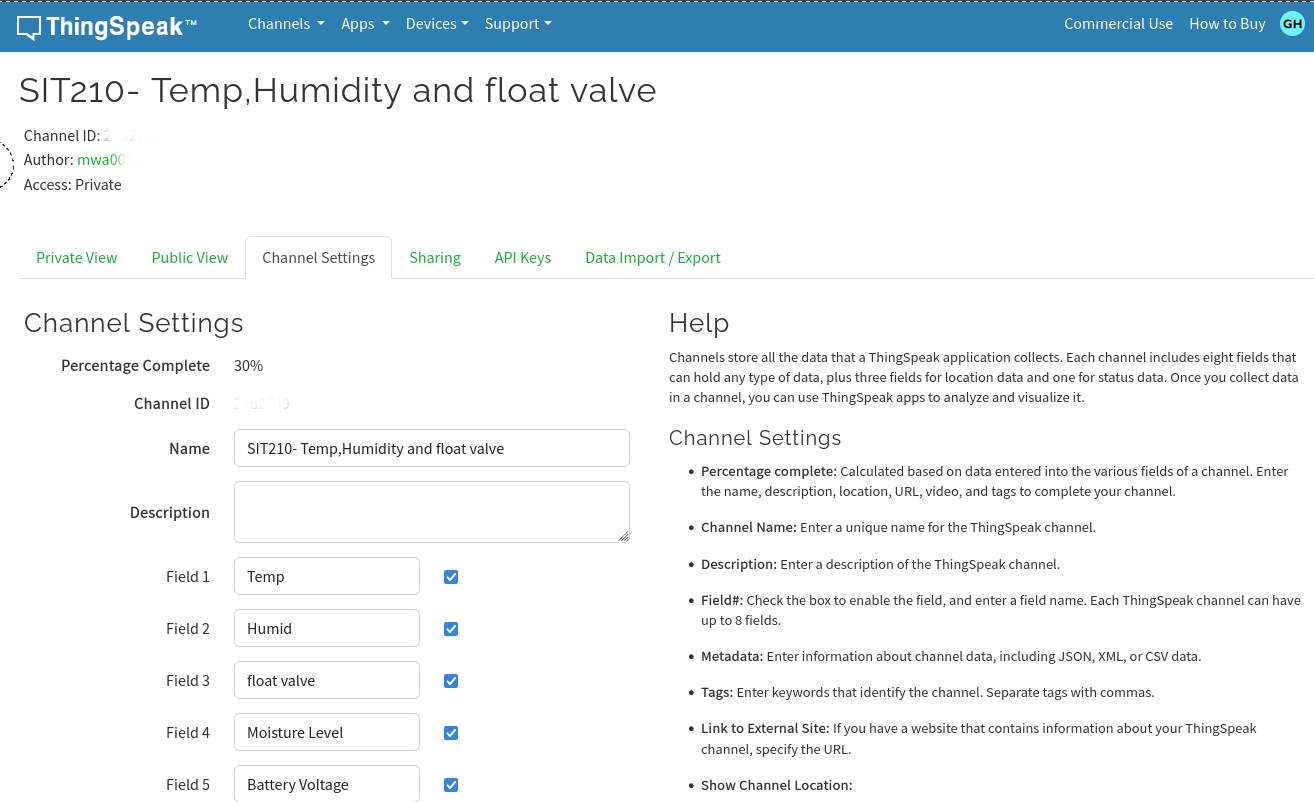 ThingSpeak™ Channels Apps Devices Support Commercial Use How to Buy GH
SIT210- Temp,Humidity and float valve
Channel ID:
Author:
Access: Private
Private View Public View Channel Settings Sharing API Keys Data Import / Export
Channel Settings
Percentage Complete 30%
Channel ID
Name SIT210- Temp,Humidity and float valve
Description
Field 1 Temp
Field 2 Humid
Field 3 float valve
Field 4 Moisture Level
Field 5 Battery Voltage
Help
Channels store all the data that a ThingSpeak application collects. Each channel includes eight fields that
can hold any type of data, plus three fields for location data and one for status data. Once you collect data
in a channel, you can use ThingSpeak apps to analyze and visualize it.
Channel Settings
• Percentage complete: Calculated based on data entered into the various fields of a channel. Enter
the name, description, location, URL, video, and tags to complete your channel.
• Channel Name: Enter a unique name for the ThingSpeak channel.
• Description: Enter a description of the ThingSpeak channel.
• Field#: Check the box to enable the field, and enter a field name. Each ThingSpeak channel can have
up to 8 fields.
• Metadata: Enter information about channel data, including JSON, XML, or CSV data.
• Tags: Enter keywords that identify the channel. Separate tags with commas.
• Link to External Site: If you have a website that contains information about your ThingSpeak
channel, specify the URL.
• Show Channel Location: